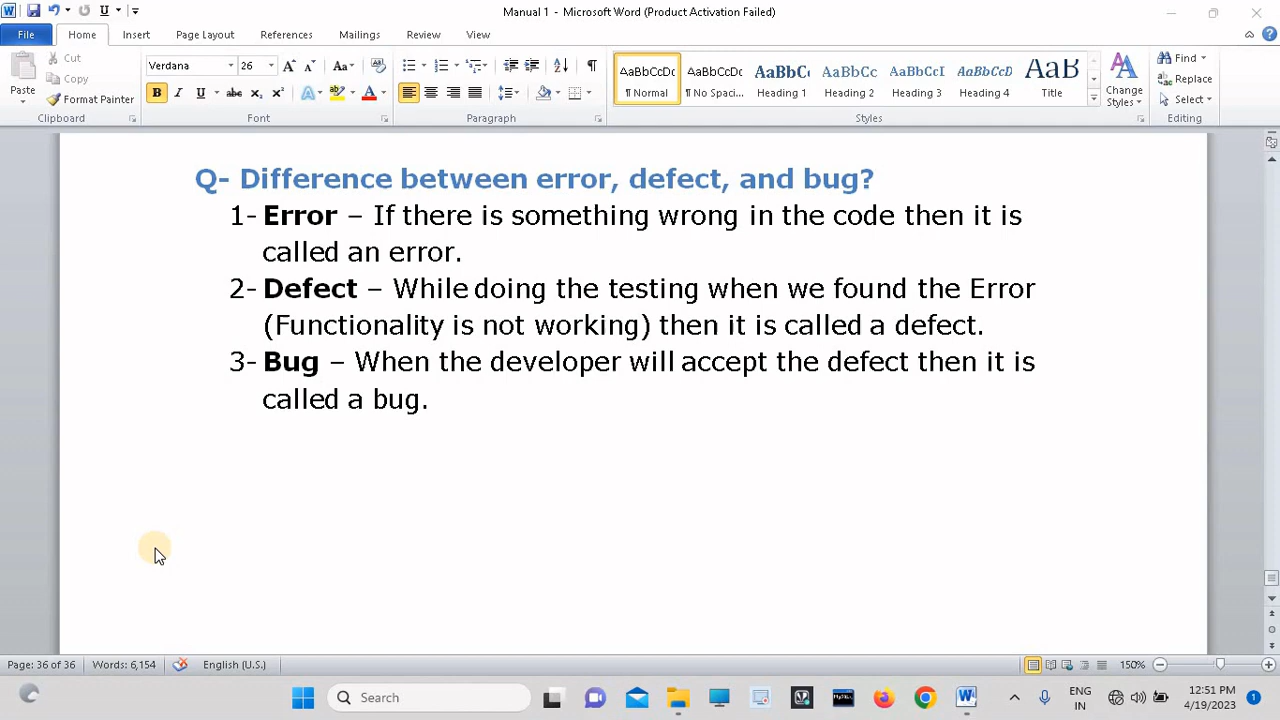 Manual 1 - Microsoft Word (Product Activation Failed)
File Home Insert Page Layout References Mailings Review View
Paste
Cut
Copy
Format Painter
Clipboard
Verdana 26
Font
Paragraph
AaBbCcDc AaBbCcDc AaBbC AaBbCc AaBbCcI AaBbCcD AaB
¶ Normal ¶ No Spaci... Heading 1 Heading 2 Heading 3 Heading 4 Title
Styles
Change Styles
Find
Replace
Select
Editing
Q- Difference between error, defect, and bug?
1- Error – If there is something wrong in the code then it is
called an error.
2- Defect – While doing the testing when we found the Error
(Functionality is not working) then it is called a defect.
3- Bug – When the developer will accept the defect then it is
called a bug.
Page: 36 of 36 Words: 6,154 English (U.S.) 150%
Search
ENG
IN
12:51 PM
4/19/2023